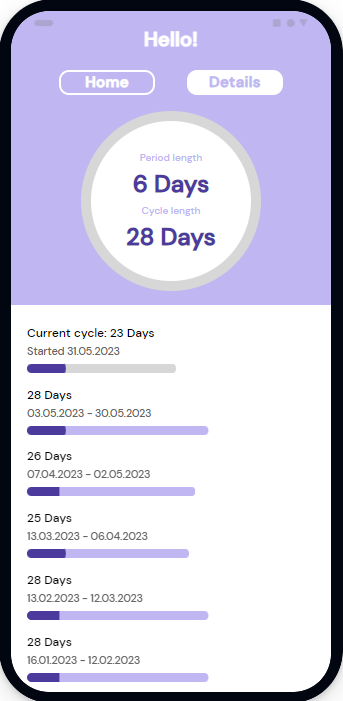 Hello!
Home
Details
Period length
6 Days
Cycle length
28 Days
Current cycle: 23 Days
Started 31.05.2023
28 Days
03.05.2023 - 30.05.2023
26 Days
07.04.2023 - 02.05.2023
25 Days
13.03.2023 - 06.04.2023
28 Days
13.02.2023 - 12.03.2023
28 Days
16.01.2023 - 12.02.2023